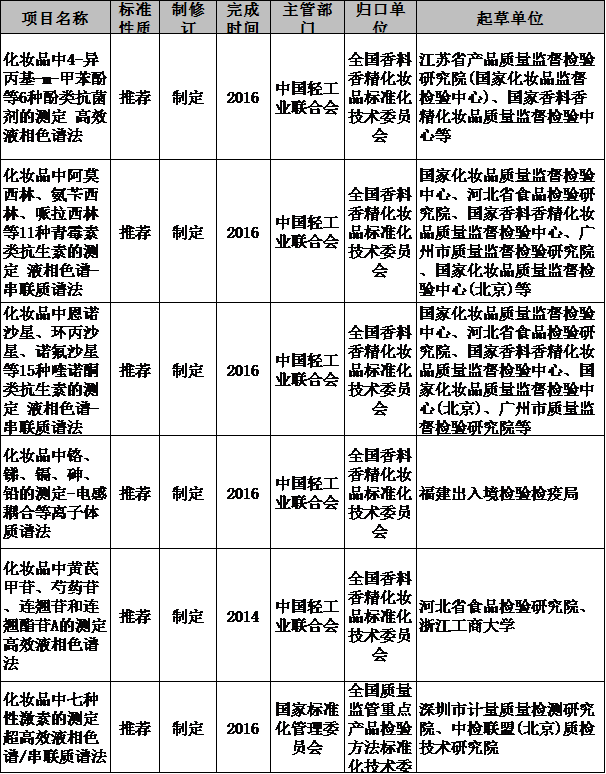 项目名称 标准性质 制修订 完成时间 主管部门 归口单位 起草单位
化妆品中4-异
丙基-m-甲苯酚
等6种酚类抗菌
剂的测定 高效
液相色谱法
推荐
制定
2016
中国轻工
业联合会
全国香料
香精化妆
品标准化
技术委员
会
江苏省产品质量监督检验
研究院(国家化妆品监督
检验中心)、国家香料香
精化妆品质量监督检验中
心等
化妆品中阿莫
西林、氨苄西
林、哌拉西林
等11种青霉素
类抗生素的测
定 液相色谱-
串联质谱法
推荐
制定
2016
中国轻工
业联合会
全国香料
香精化妆
品标准化
技术委员
会
国家化妆品质量监督检验
中心、河北省食品检验研
究院、国家香料香精化妆
品质量监督检验中心、广
州市质量监督检验研究院
、国家化妆品质量监督检
验中心(北京)等
化妆品中恩诺
沙星、环丙沙
星、诺氟沙星
等15种喹诺酮
类抗生素的测
定 液相色谱-
串联质谱法
推荐
制定
2016
中国轻工
业联合会
全国香料
香精化妆
品标准化
技术委员
会
国家化妆品质量监督检验
中心、河北省食品检验研
究院、国家香料香精化妆
品质量监督检验中心、国
家化妆品质量监督检验中
心(北京)、广州市质量监
督检验研究院等
化妆品中铬、
锑、镉、砷、
铅的测定-电感
耦合等离子体
质谱法
推荐
制定
2016
中国轻工
业联合会
全国香料
香精化妆
品标准化
技术委员
会
福建出入境检验检疫局
化妆品中黄芪
甲苷、芍药苷
、连翘苷和连
翘酯苷A的测定
高效液相色谱
法
推荐
制定
2014
中国轻工
业联合会
全国香料
香精化妆
品标准化
技术委员
会
河北省食品检验研究院、
浙江工商大学
化妆品中七种
性激素的测定
超高效液相色
谱/串联质谱法
推荐
制定
2016
国家标准
化管理委
员会
全国质量
监管重点
产品检验
方法标准
化技术委
深圳市计量质量检测研究
院、中检联盟(北京)质检
技术研究院